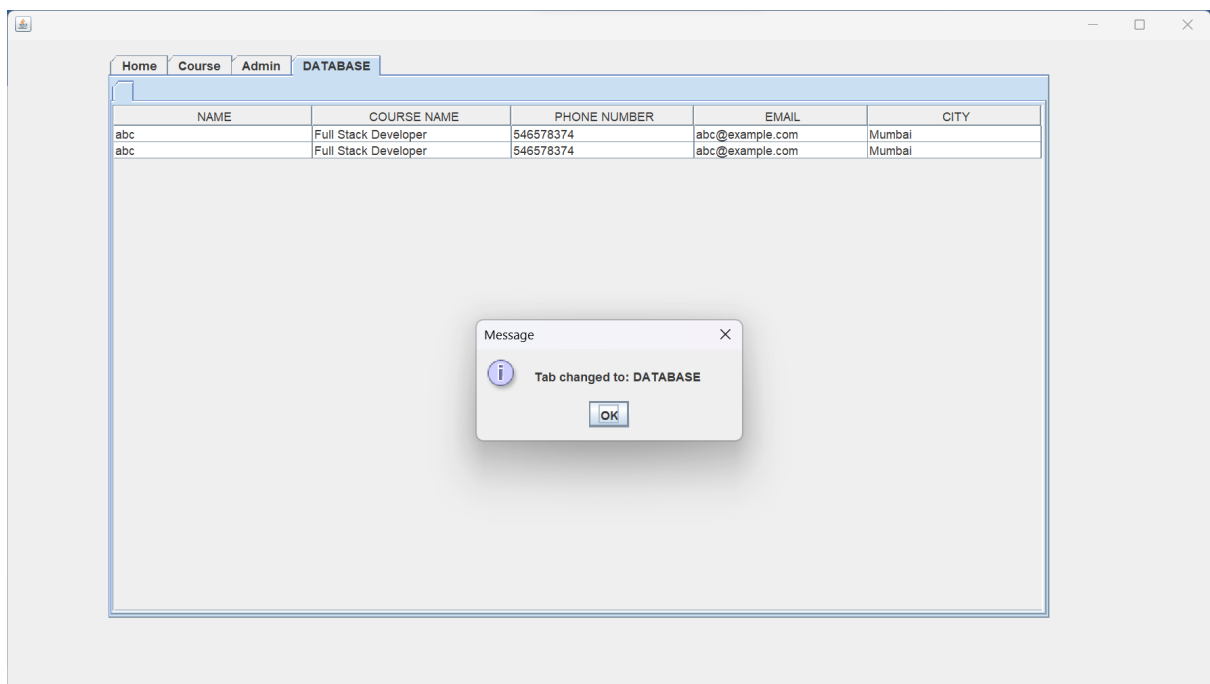 Home Course Admin DATABASE
NAME COURSE NAME PHONE NUMBER EMAIL CITY
abc Full Stack Developer 546578374 abc@example.com Mumbai
abc Full Stack Developer 546578374 abc@example.com Mumbai
Message
Tab changed to: DATABASE
OK